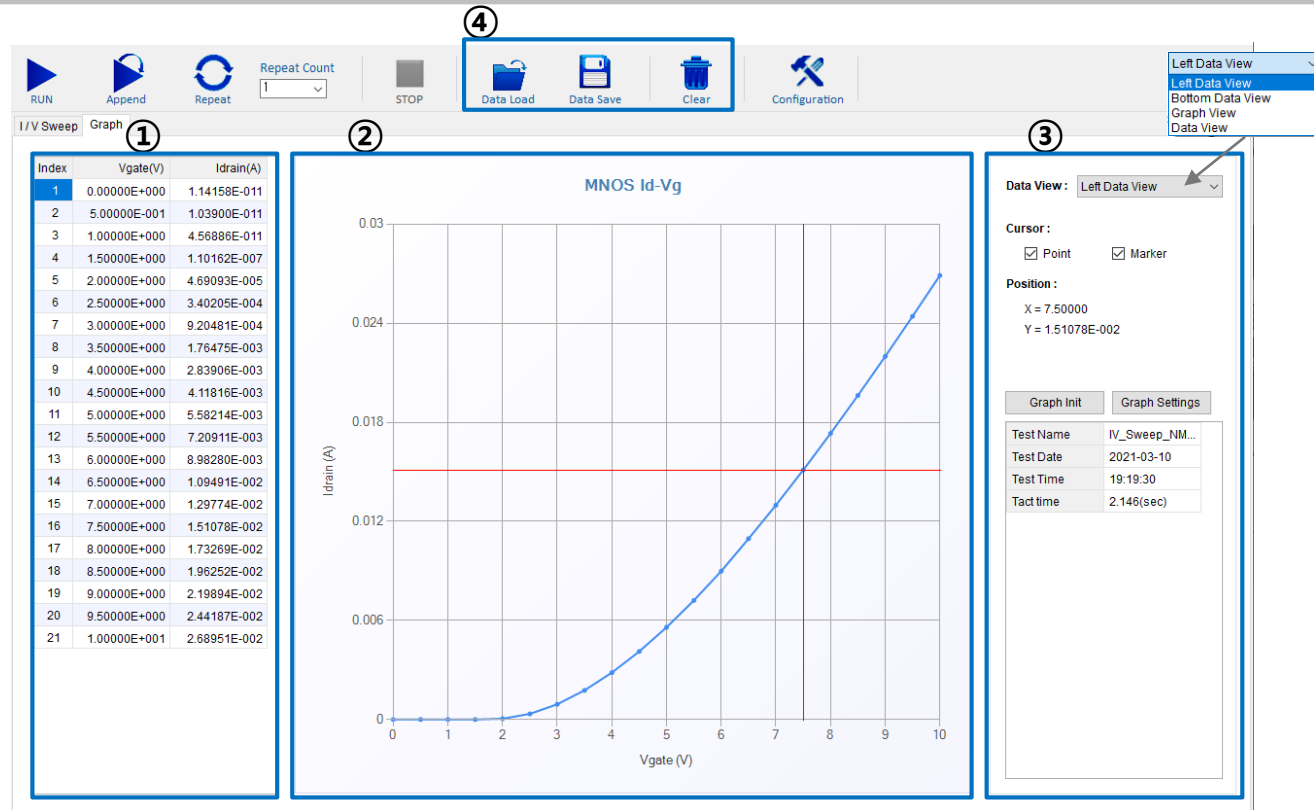 ④
RUN
Append
Repeat
Repeat Count
1
STOP
Data Load
Data Save
Clear
Configuration
Left Data View
Left Data View
Bottom Data View
Graph View
Data View
I / V Sweep Graph
①
②
③
Index Vgate(V) Idrain(A)
1 0.00000E+000 1.14158E-011
2 5.00000E-001 1.03900E-011
3 1.00000E+000 4.56886E-011
4 1.50000E+000 1.10162E-007
5 2.00000E+000 4.69093E-005
6 2.50000E+000 3.40205E-004
7 3.00000E+000 9.20481E-004
8 3.50000E+000 1.76475E-003
9 4.00000E+000 2.83906E-003
10 4.50000E+000 4.11816E-003
11 5.00000E+000 5.58214E-003
12 5.50000E+000 7.20911E-003
13 6.00000E+000 8.98280E-003
14 6.50000E+000 1.09491E-002
15 7.00000E+000 1.29774E-002
16 7.50000E+000 1.51078E-002
17 8.00000E+000 1.73269E-002
18 8.50000E+000 1.96252E-002
19 9.00000E+000 2.19894E-002
20 9.50000E+000 2.44187E-002
21 1.00000E+001 2.68951E-002
MNOS Id-Vg
0.03
0.024
0.018
0.012
0.006
0
Idrain (A)
0 1 2 3 4 5 6 7 8 9 10
Vgate (V)
Data View : Left Data View
Cursor :
Point Marker
Position :
X = 7.50000
Y = 1.51078E-002
Graph Init Graph Settings
Test Name IV_Sweep_NM...
Test Date 2021-03-10
Test Time 19:19:30
Tact time 2.146(sec)